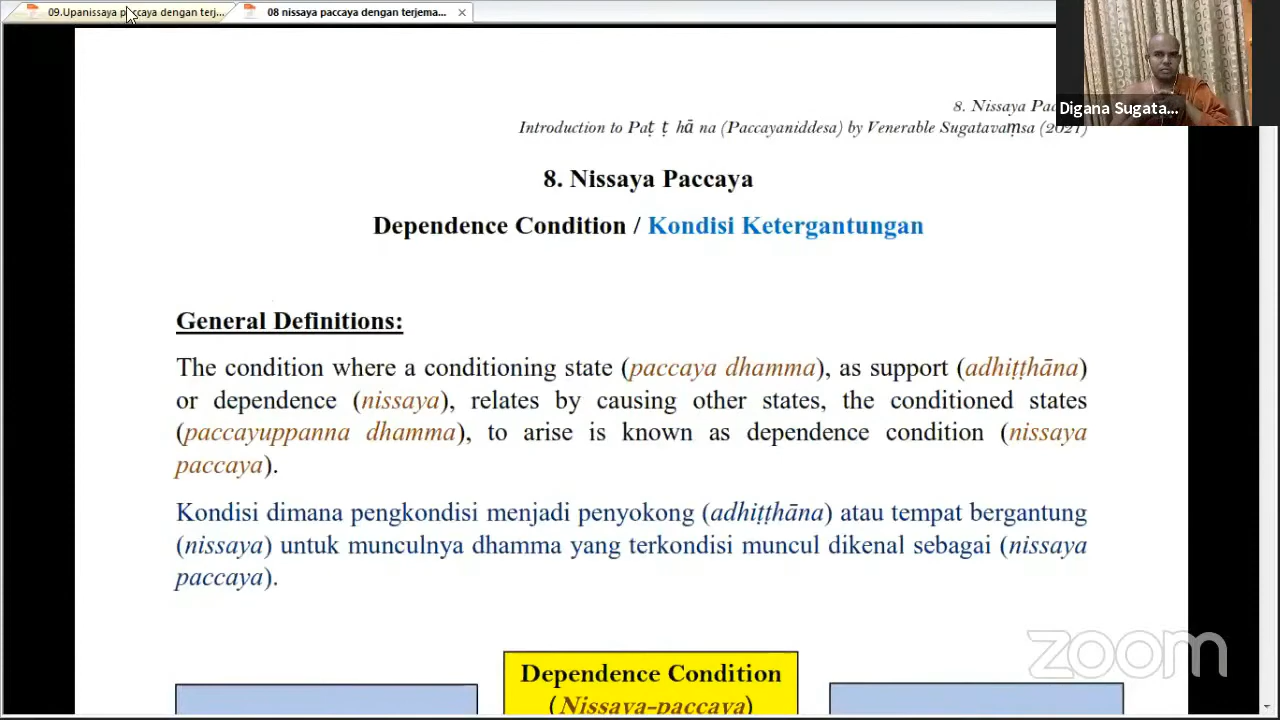 09.Upanissaya paccaya dengan terj...
08 nissaya paccaya dengan terjema...
Digana Sugata...
8. Nissaya Pac
Introduction to Paṭ ṭ hā na (Paccayaniddesa) by Venerable Sugatavaṃsa (2021)
8. Nissaya Paccaya
Dependence Condition / Kondisi Ketergantungan
General Definitions:
The condition where a conditioning state (paccaya dhamma), as support (adhiṭṭhāna)
or dependence (nissaya), relates by causing other states, the conditioned states
(paccayuppanna dhamma), to arise is known as dependence condition (nissaya
paccaya).
Kondisi dimana pengkondisi menjadi penyokong (adhiṭṭhāna) atau tempat bergantung
(nissaya) untuk munculnya dhamma yang terkondisi muncul dikenal sebagai (nissaya
paccaya).
Dependence Condition
(Nissaya-paccaya)
zoom